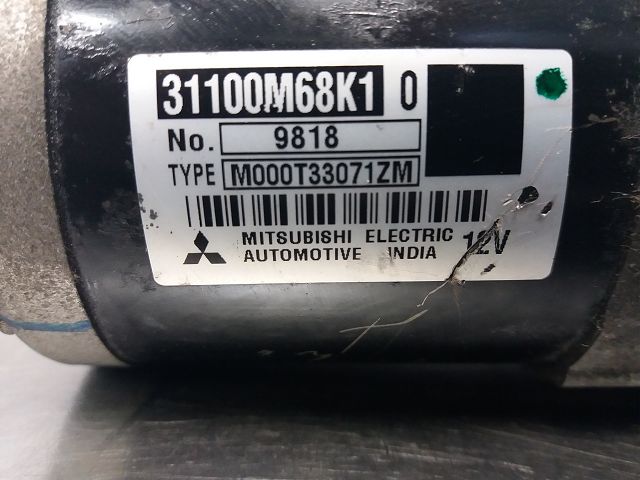 31100M68K1 0
No. 9818
TYPE M000T33071ZM
MITSUBISHI ELECTRIC
AUTOMOTIVE INDIA 12V